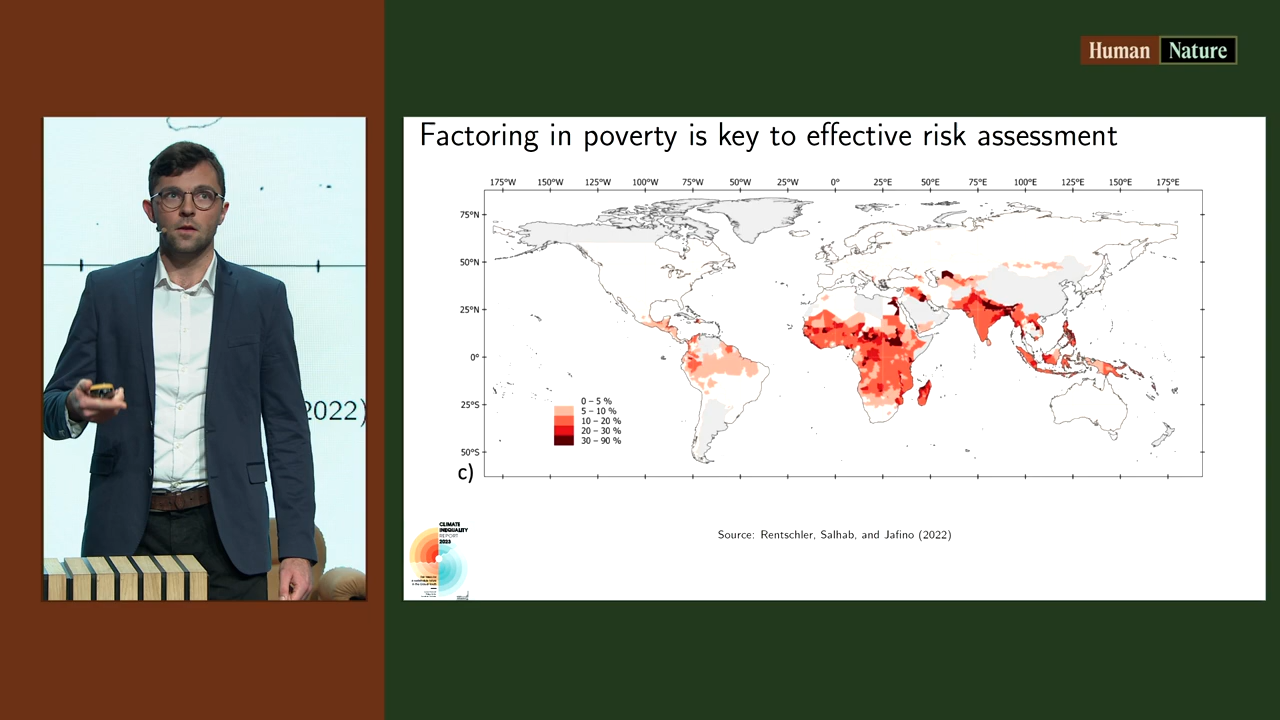 Human Nature
2022)
Factoring in poverty is key to effective risk assessment
175°W 150°W 125°W 100°W 75°W 50°W 25°W 0° 25°E 50°E 75°E 100°E 125°E 150°E 175°E
75°N
50°N
25°N
0°
25°S
50°S
0 – 5 %
5 – 10 %
10 – 20 %
20 – 30 %
30 – 90 %
c)
CLIMATE
INEQUALITY
REPORT
2023
Source: Rentschler, Salhab, and Jafino (2022)